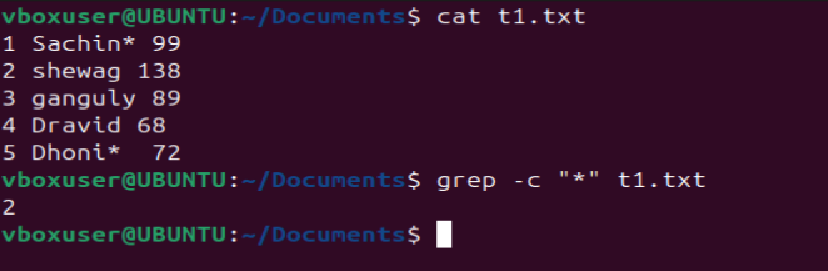 vboxuser@UBUNTU:~/Documents$ cat t1.txt
1 Sachin* 99
2 shewag 138
3 ganguly 89
4 Dravid 68
5 Dhoni*  72
vboxuser@UBUNTU:~/Documents$ grep -c "*" t1.txt
2
vboxuser@UBUNTU:~/Documents$